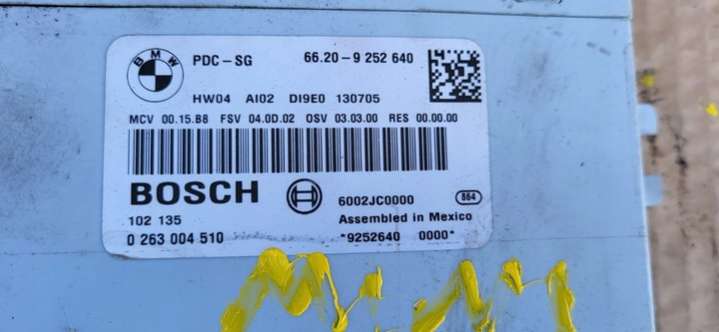 BMW
PDC-SG 66.20-9 252 640
HW04 AI02 DI9E0 130705
MCV 00.15.B8 FSV 04.0D.02 OSV 03.03.00 RES 00.00.00
BOSCH
6002JC0000 864
102 135
Assembled in Mexico
0 263 004 510
*9252640 0000*